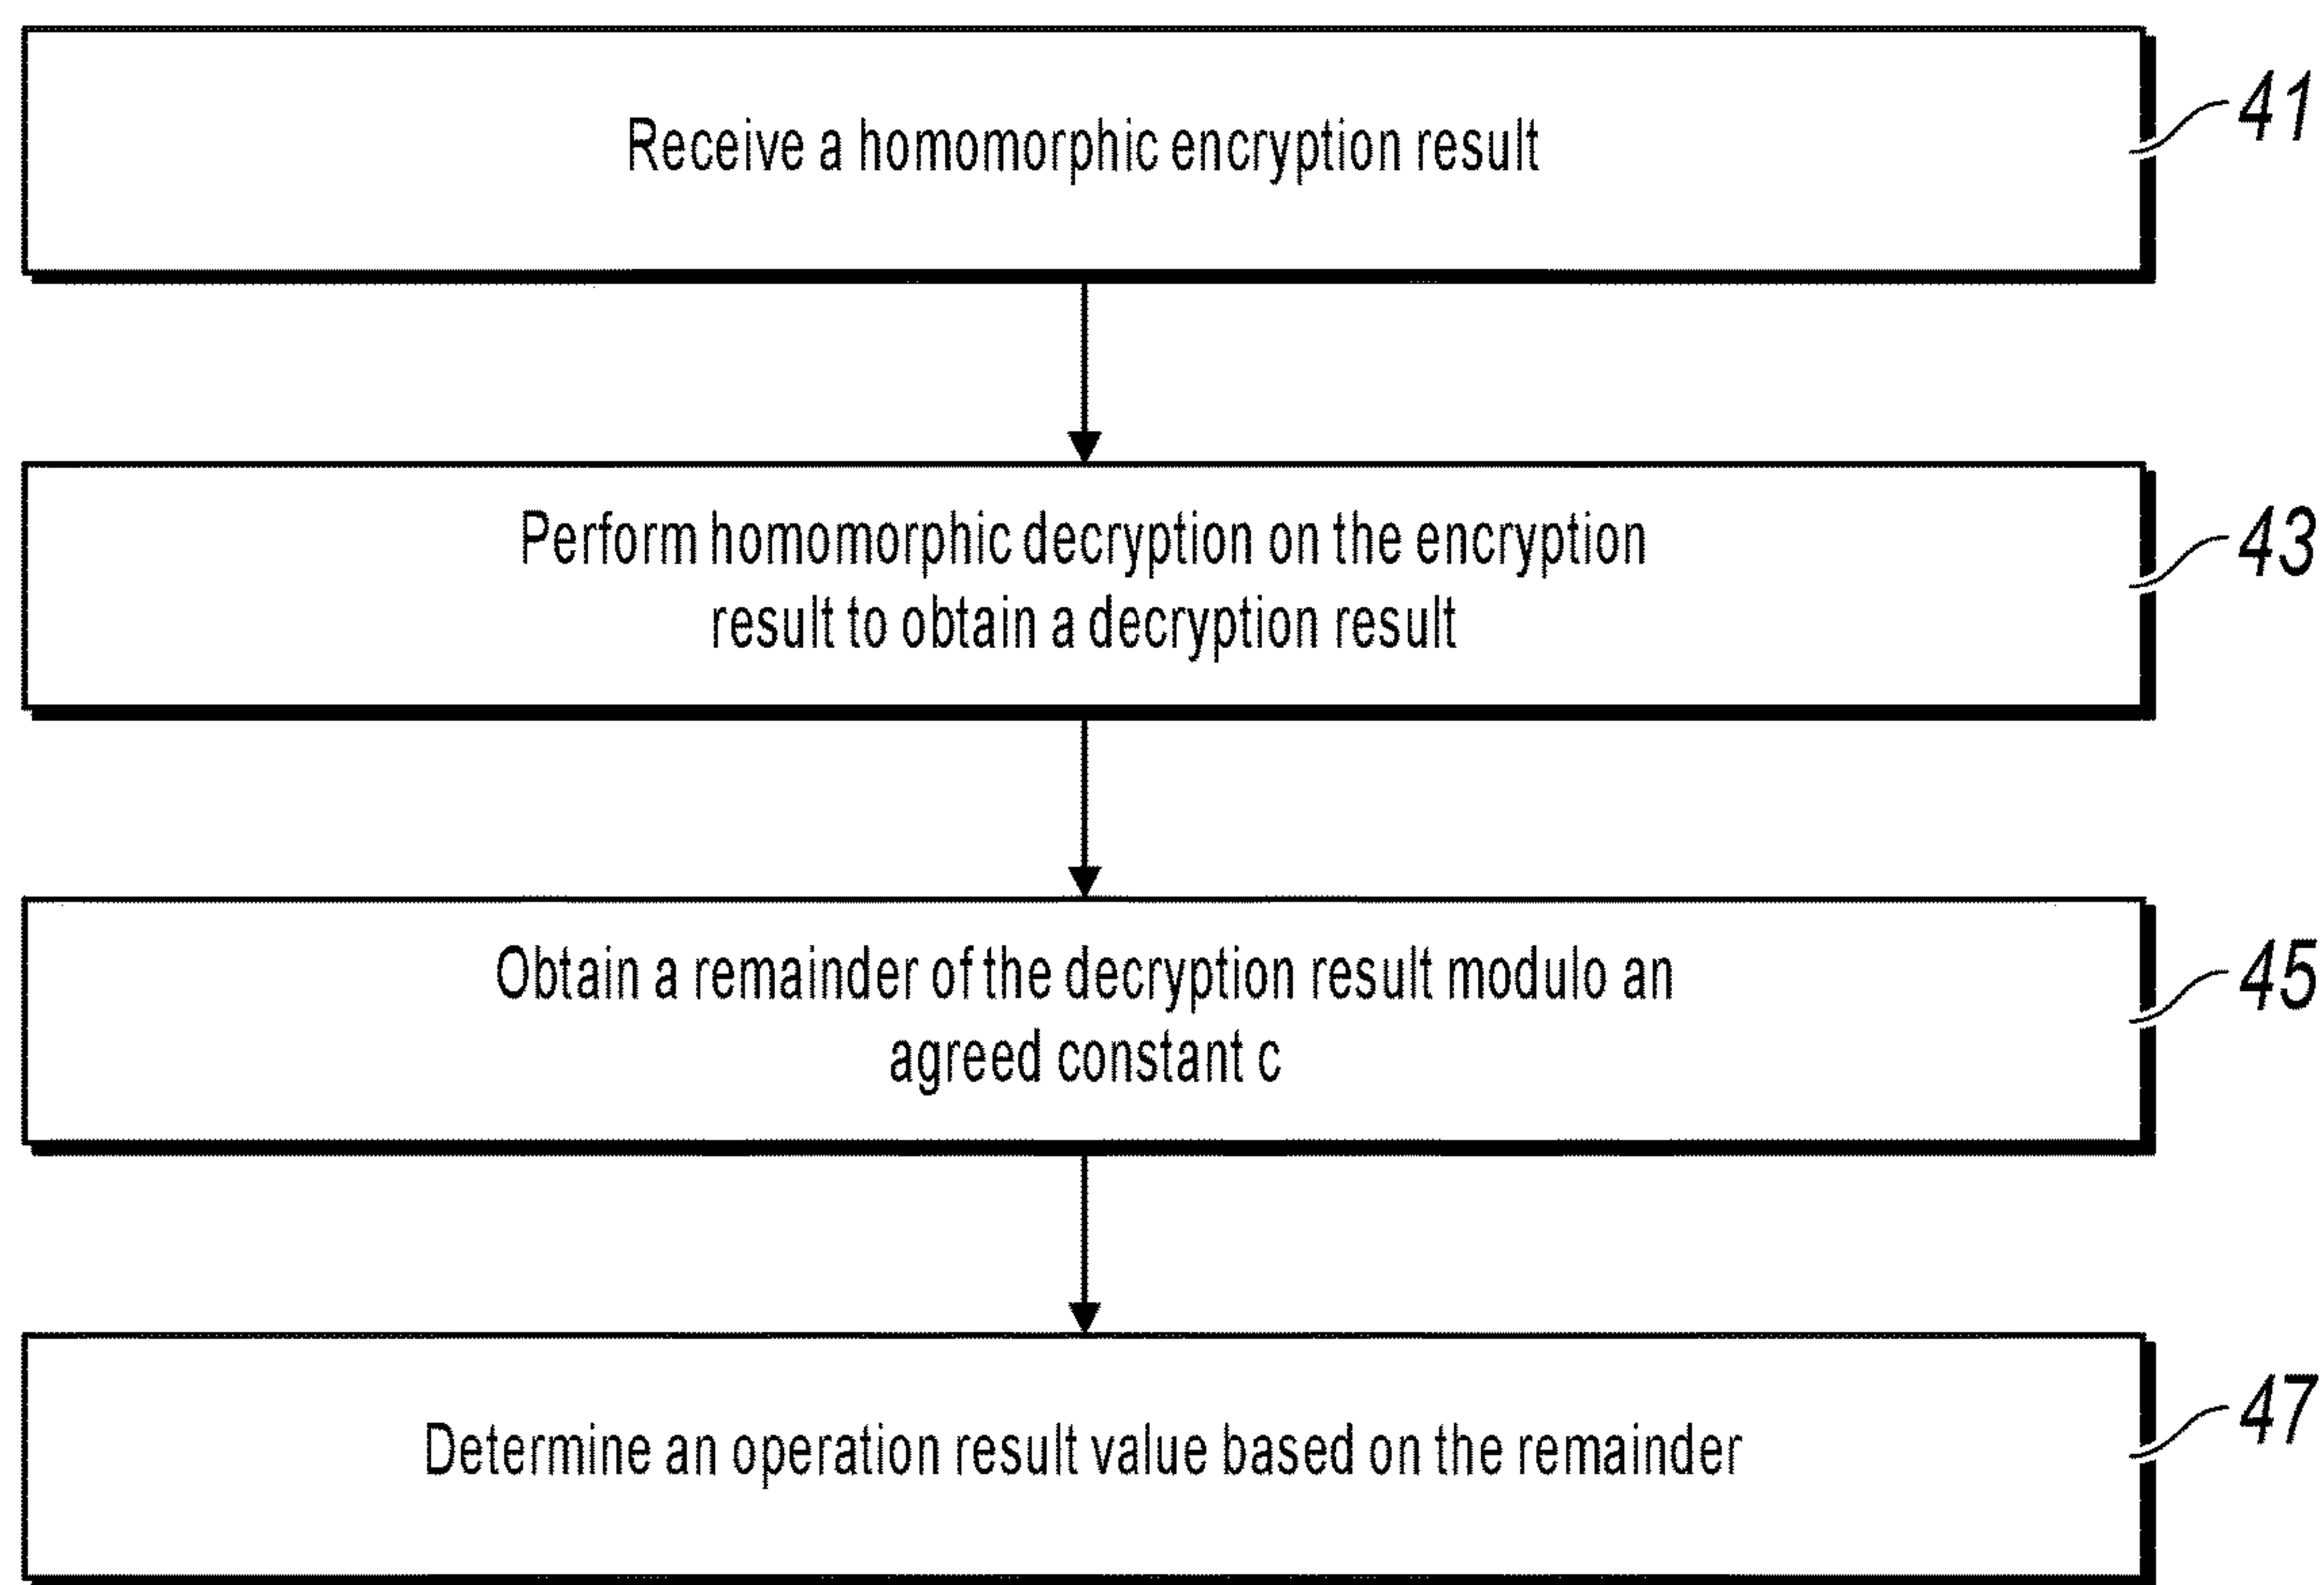 Receive a homomorphic encryption result
41
Perform homomorphic decryption on the encryption
result to obtain a decryption result
43
Obtain a remainder of the decryption result modulo an
agreed constant c
45
Determine an operation result value based on the remainder
47